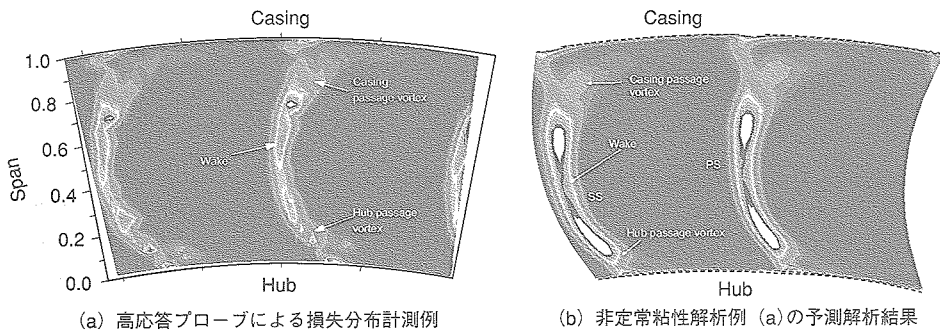 Casing
1.0
0.8
0.6
0.4
0.2
0.0
Span
Casing passage vortex
Wake
Hub passage vortex
Hub
(a) 高応答プローブによる損失分布計測例
Casing
Casing passage vortex
Wake
PS
SS
Hub passage vortex
Hub
(b) 非定常粘性解析例 (a)の予測解析結果